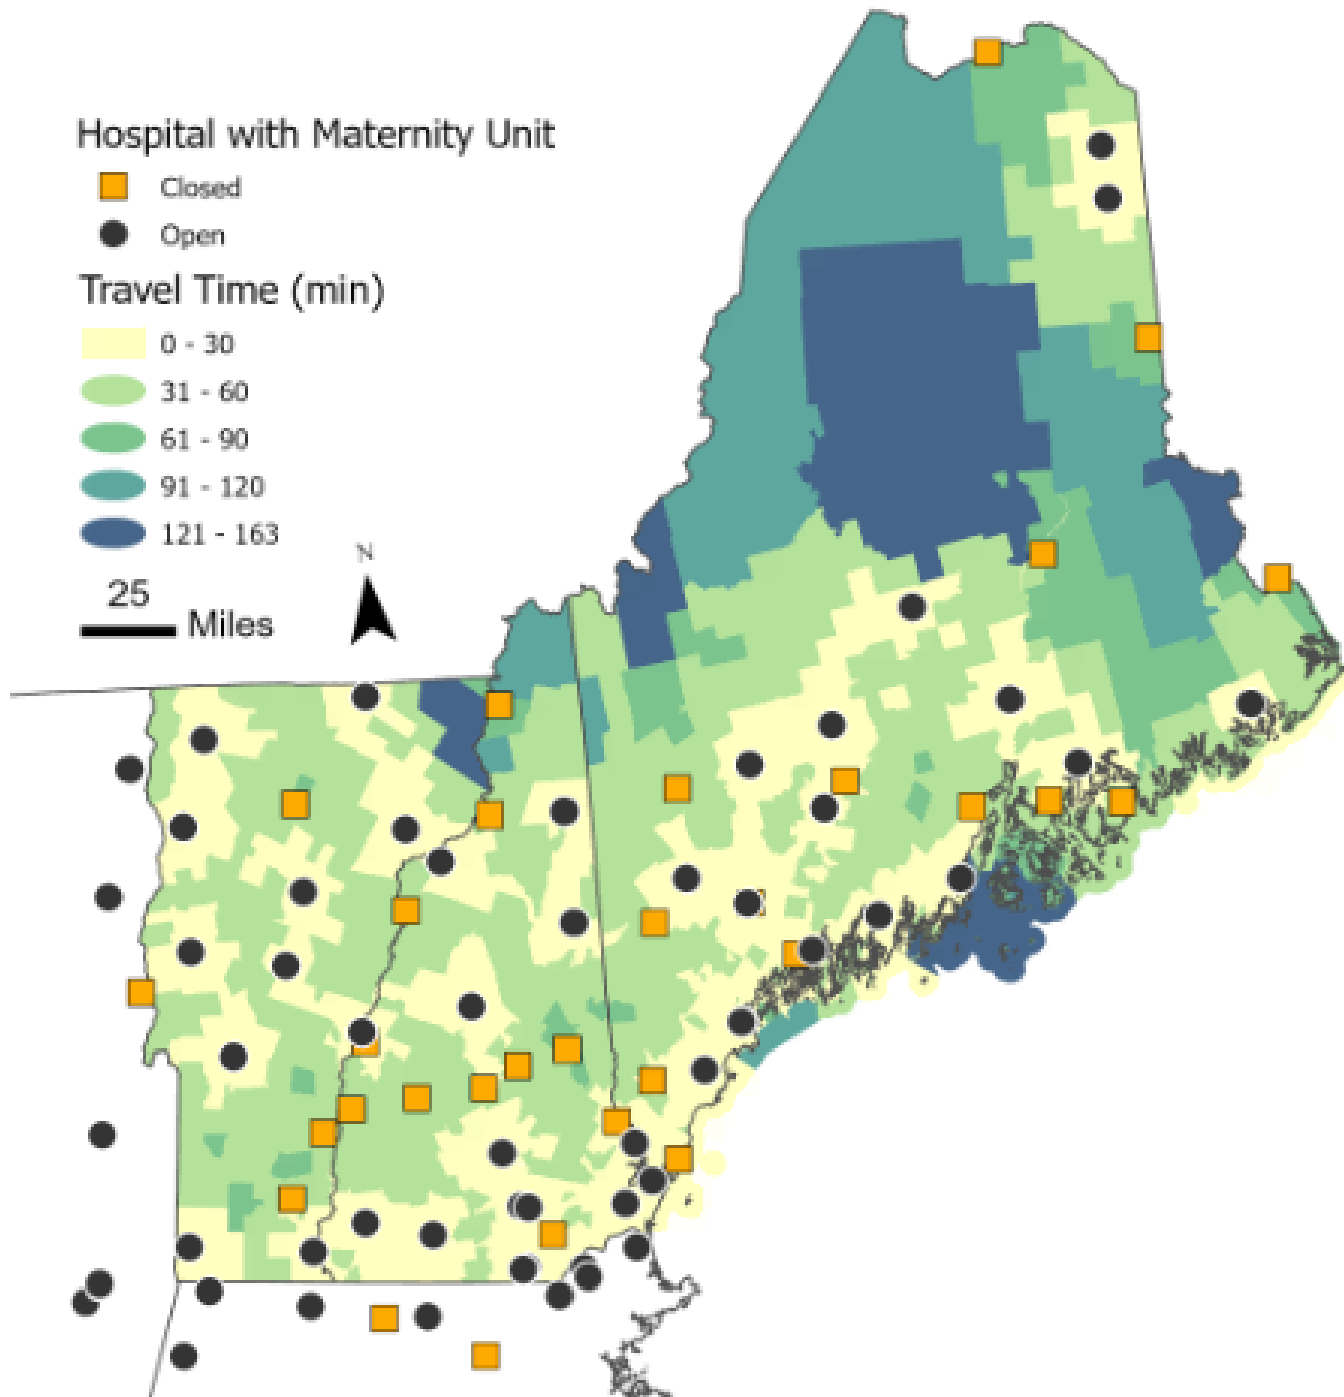 Hospital with Maternity Unit
Closed
Open
Travel Time (min)
0 - 30
31 - 60
61 - 90
91 - 120
121 - 163
N
25
Miles